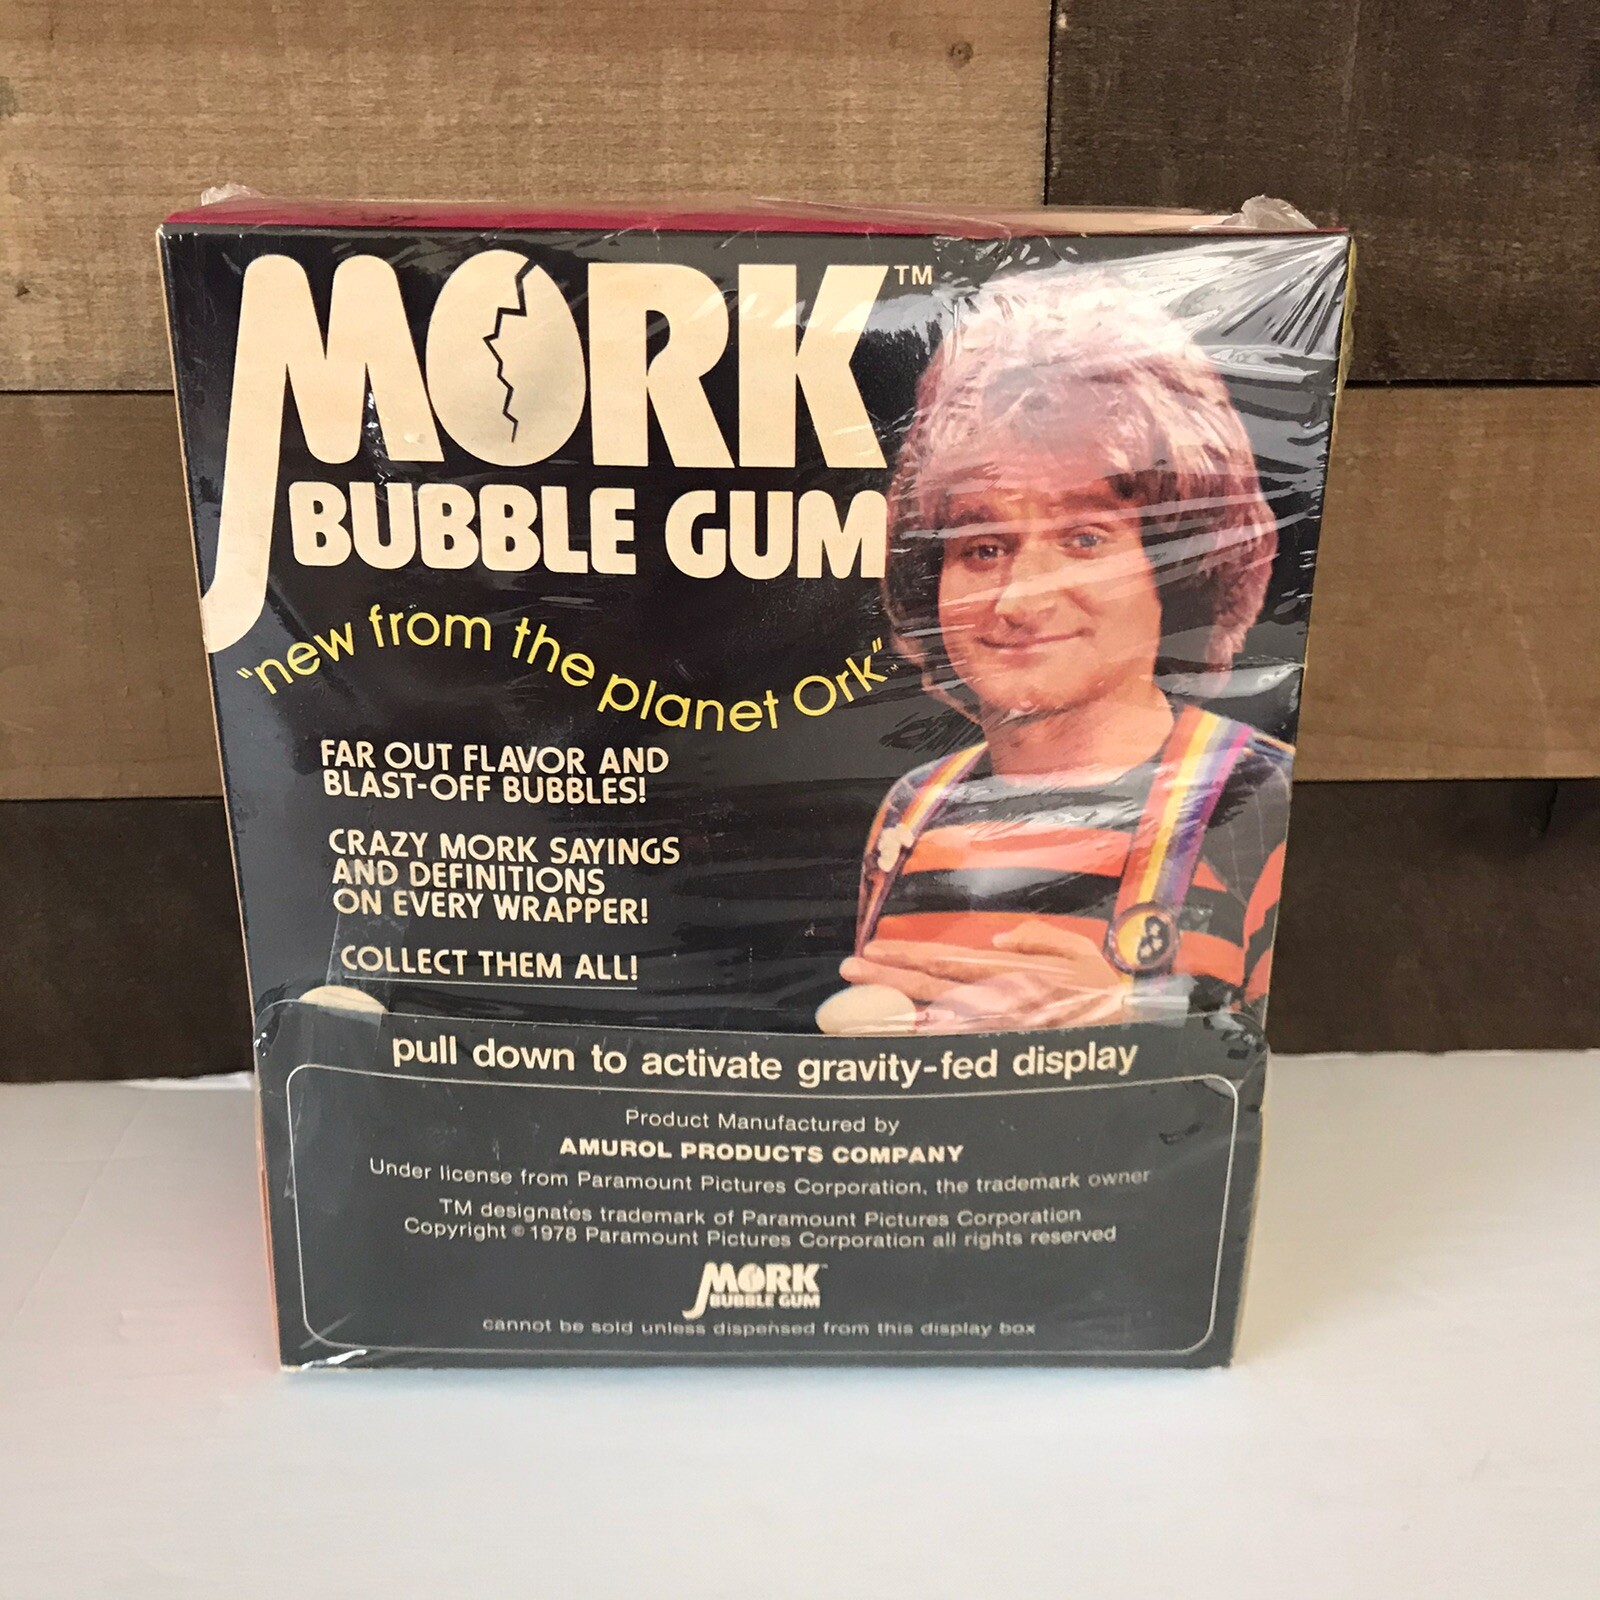 MORK™
BUBBLE GUM
"new from the planet Ork"™
FAR OUT FLAVOR AND
BLAST-OFF BUBBLES!
CRAZY MORK SAYINGS
AND DEFINITIONS
ON EVERY WRAPPER!
COLLECT THEM ALL!
pull down to activate gravity-fed display
Product Manufactured by
AMUROL PRODUCTS COMPANY
Under license from Paramount Pictures Corporation, the trademark owner
TM designates trademark of Paramount Pictures Corporation
Copyright © 1978 Paramount Pictures Corporation all rights reserved
MORK™
BUBBLE GUM
cannot be sold unless dispensed from this display box